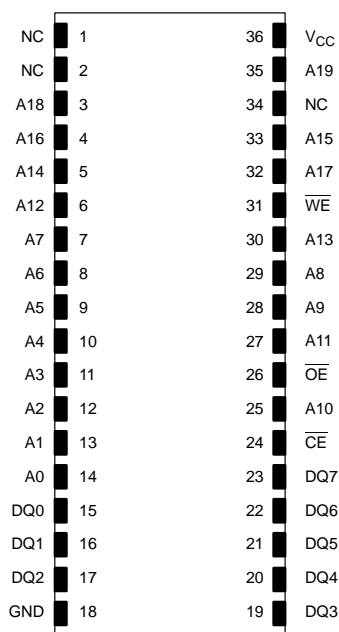 NC 1 36 VCC
NC 2 35 A19
A18 3 34 NC
A16 4 33 A15
A14 5 32 A17
A12 6 31 W̅E̅
A7 7 30 A13
A6 8 29 A8
A5 9 28 A9
A4 10 27 A11
A3 11 26 O̅E̅
A2 12 25 A10
A1 13 24 C̅E̅
A0 14 23 DQ7
DQ0 15 22 DQ6
DQ1 16 21 DQ5
DQ2 17 20 DQ4
GND 18 19 DQ3